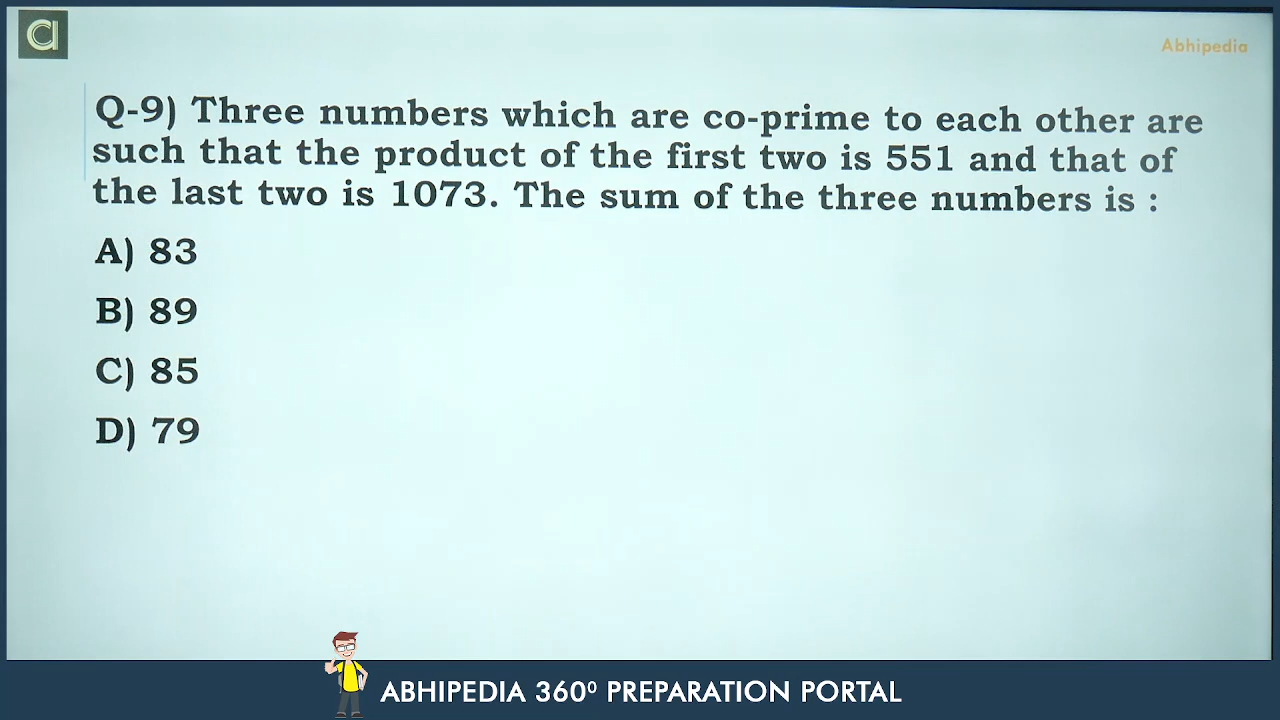 Abhipedia
Q-9) Three numbers which are co-prime to each other are
such that the product of the first two is 551 and that of
the last two is 1073. The sum of the three numbers is :
A) 83
B) 89
C) 85
D) 79
ABHIPEDIA 360⁰ PREPARATION PORTAL